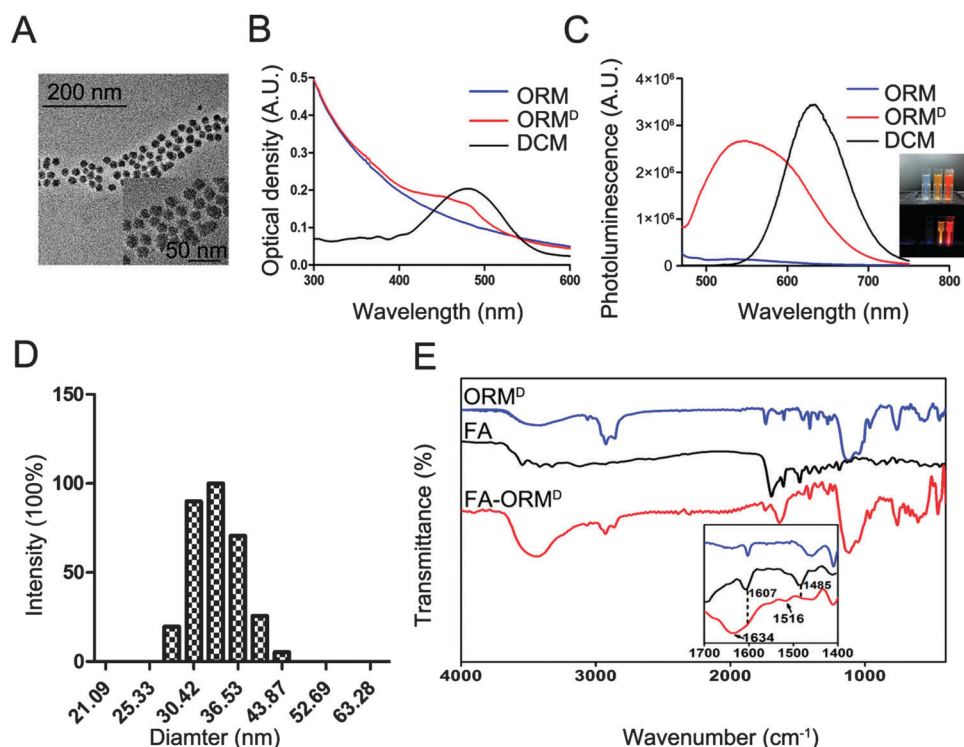 A
200 nm
50 nm
B
Optical density (A.U.)
0.5
0.4
0.3
0.2
0.1
0.0
300
400
500
600
Wavelength (nm)
ORM
ORMᴰ
DCM
C
Photoluminescence (A.U.)
4×10⁶
3×10⁶
2×10⁶
1×10⁶
0
500
600
700
800
Wavelength (nm)
ORM
ORMᴰ
DCM
D
Intensity (100%)
150
100
50
0
21.09
25.33
30.42
36.53
43.87
52.69
63.28
Diamter (nm)
E
Transmittance (%)
ORMᴰ
FA
FA-ORMᴰ
1607
1485
1516
1634
1700
1600
1500
1400
4000
3000
2000
1000
Wavenumber (cm⁻¹)